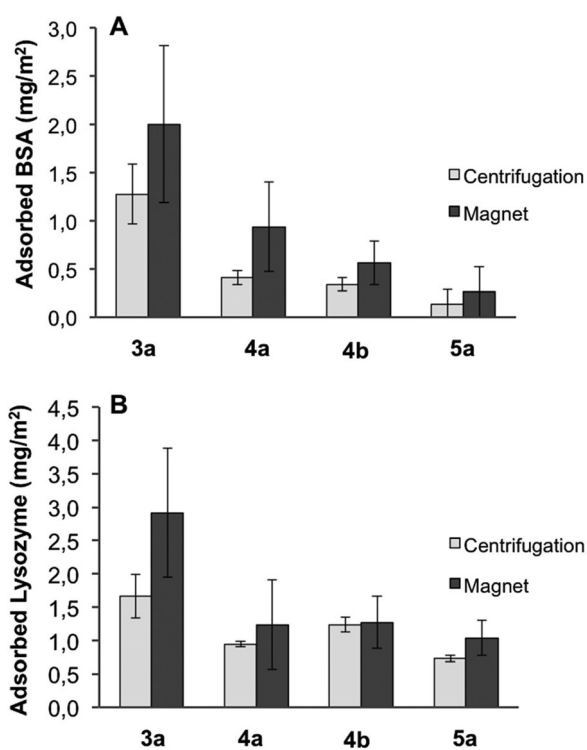 A
Adsorbed BSA (mg/m²)
3,0
2,5
2,0
1,5
1,0
0,5
0,0
Centrifugation
Magnet
3a 4a 4b 5a
B
Adsorbed Lysozyme (mg/m²)
4,5
4,0
3,5
3,0
2,5
2,0
1,5
1,0
0,5
0,0
Centrifugation
Magnet
3a 4a 4b 5a